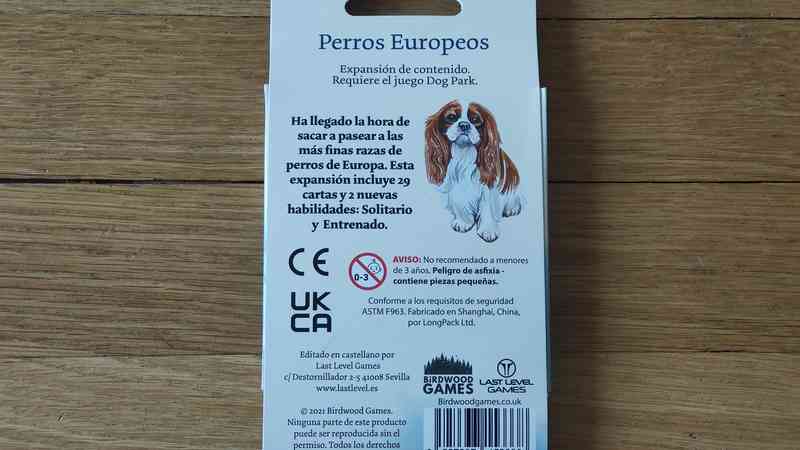 Perros Europeos
Expansión de contenido.
Requiere el juego Dog Park.
Ha llegado la hora de
sacar a pasear a las
más finas razas de
perros de Europa. Esta
expansión incluye 29
cartas y 2 nuevas
habilidades: Solitario
y Entrenado.
CE
UK
CA
0-3
AVISO: No recomendado a menores
de 3 años. Peligro de asfixia -
contiene piezas pequeñas.
Conforme a los requisitos de seguridad
ASTM F963. Fabricado en Shanghai, China,
por LongPack Ltd.
Editado en castellano por
Last Level Games
c/ Destornillador 2-5 41008 Sevilla
www.lastlevel.es
BIRDWOOD
GAMES
LAST LEVEL
GAMES
Birdwoodgames.co.uk
© 2021 Birdwood Games.
Ninguna parte de este producto
puede ser reproducida sin el
permiso. Todos los derechos